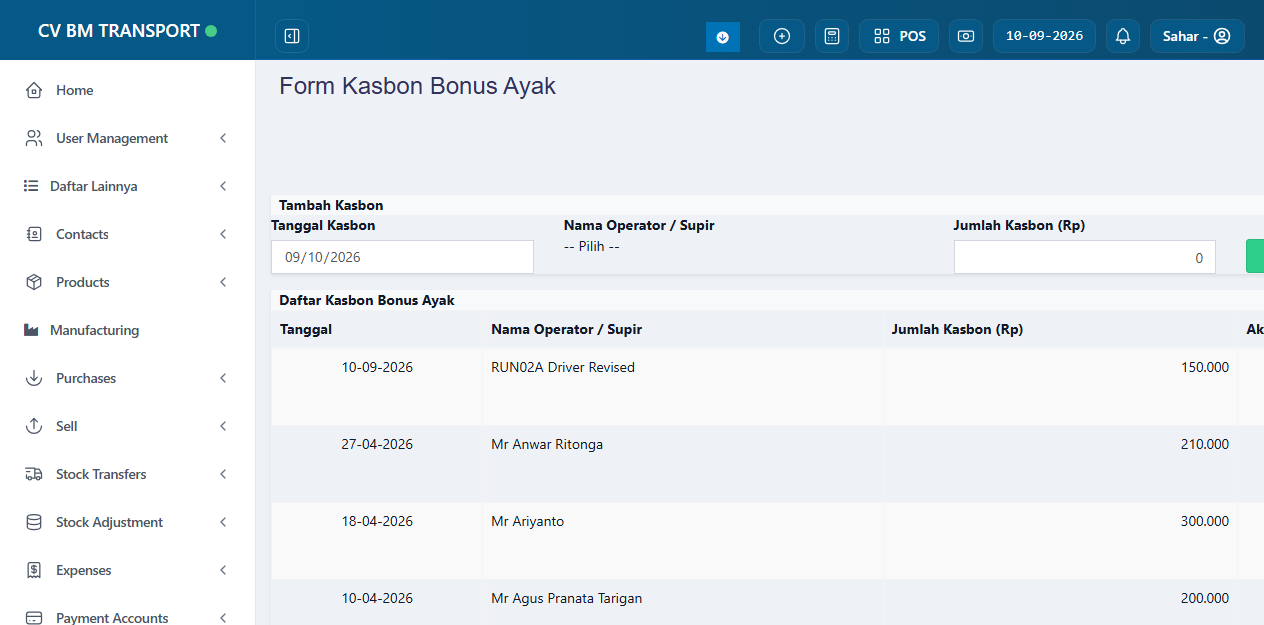 CV BM TRANSPORT
POS
10-09-2026
Sahar -
Home
User Management
Daftar Lainnya
Contacts
Products
Manufacturing
Purchases
Sell
Stock Transfers
Stock Adjustment
Expenses
Payment Accounts
Form Kasbon Bonus Ayak
Tambah Kasbon
Tanggal Kasbon Nama Operator / Supir Jumlah Kasbon (Rp)
09/10/2026 -- Pilih -- 0
Daftar Kasbon Bonus Ayak
Tanggal Nama Operator / Supir Jumlah Kasbon (Rp) Ak
10-09-2026 RUN02A Driver Revised 150.000
27-04-2026 Mr Anwar Ritonga 210.000
18-04-2026 Mr Ariyanto 300.000
10-04-2026 Mr Agus Pranata Tarigan 200.000